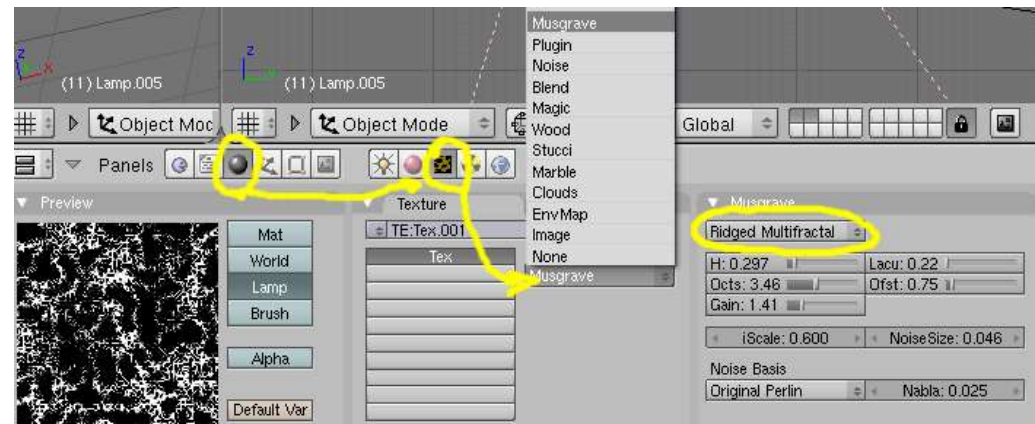 z
x
(11) Lamp.005
z
(11) Lamp.005
Object Moc
Object Mode
Global
Panels
Preview
Mat
World
Lamp
Brush
Alpha
Default Var
Texture
TE:Tex.001
Tex
Musgrave
Plugin
Noise
Blend
Magic
Wood
Stucci
Marble
Clouds
EnvMap
Image
None
Musgrave
Musgrave
Ridged Multifractal
H: 0.297 Lacu: 0.22
Octs: 3.46 Ofst: 0.75
Gain: 1.41
iScale: 0.600 NoiseSize: 0.046
Noise Basis
Original Perlin Nabla: 0.025